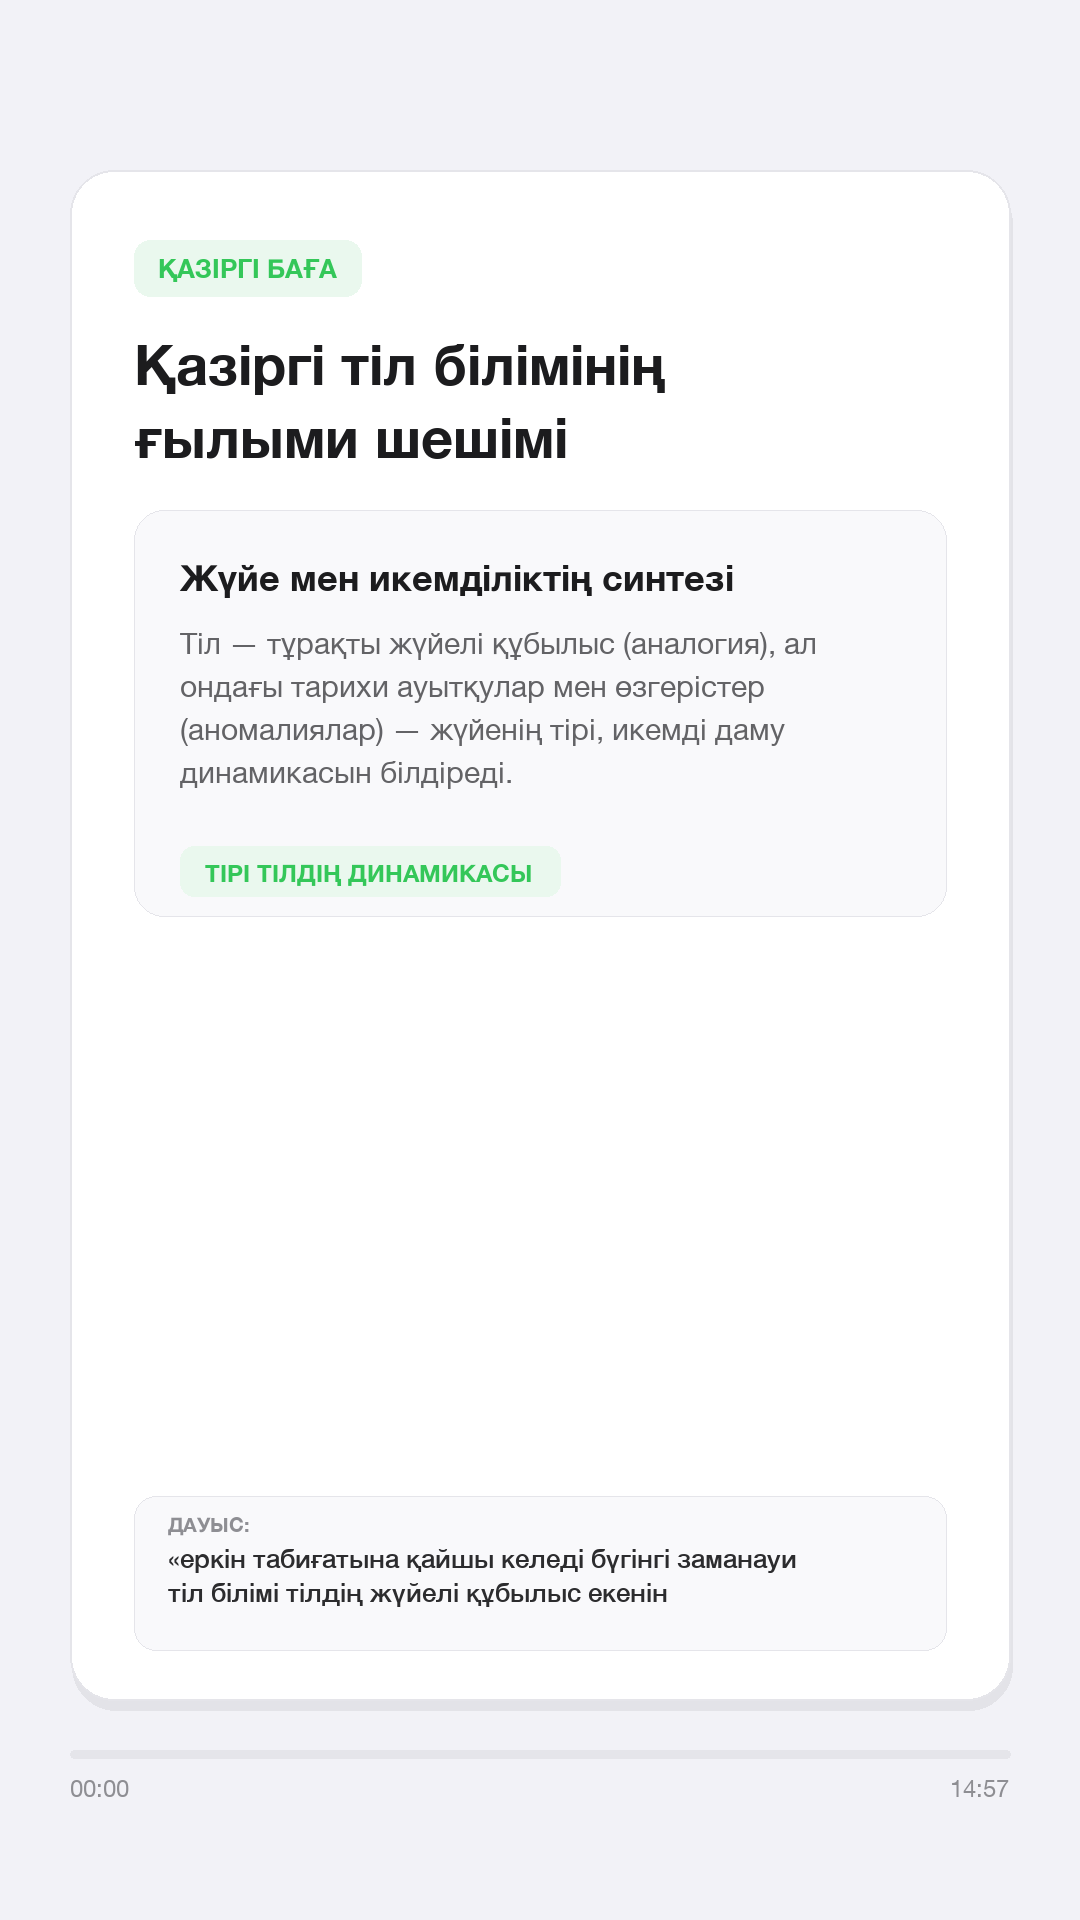 ҚАЗІРГІ БАҒА
Қазіргі тіл білімінің
ғылыми шешімі
Жүйе мен икемділіктің синтезі
Тіл — тұрақты жүйелі құбылыс (аналогия), ал
ондағы тарихи ауытқулар мен өзгерістер
(аномалиялар) — жүйенің тірі, икемді даму
динамикасын білдіреді.
ТІРІ ТІЛДІҢ ДИНАМИКАСЫ
ДАУЫС:
«еркін табиғатына қайшы келеді бүгінгі заманауи
тіл білімі тілдің жүйелі құбылыс екенін
00:00
14:57